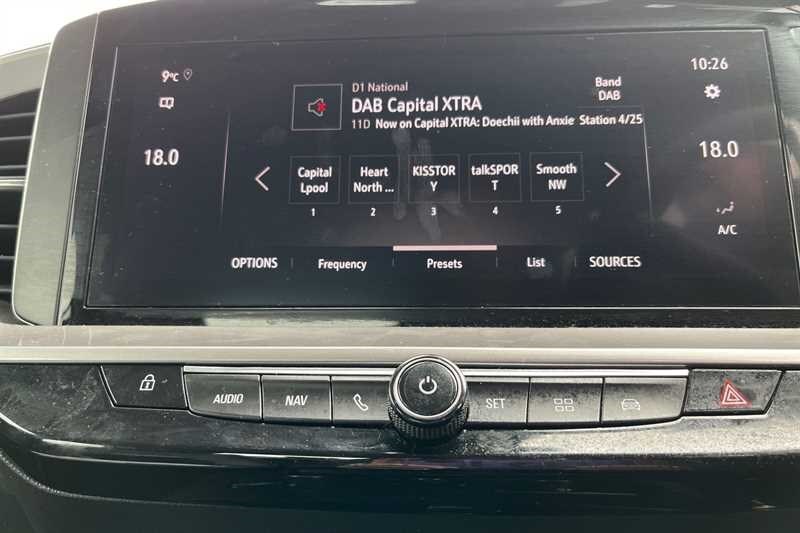 9°C
10:26
D1 National
DAB Capital XTRA
11D Now on Capital XTRA: Doechii with Anxie Station 4/25
Band
DAB
18.0
18.0
Capital
Lpool
1
Heart
North ...
2
KISSTOR
Y
3
talkSPOR
T
4
Smooth
NW
5
A/C
OPTIONS
Frequency
Presets
List
SOURCES
AUDIO
NAV
SET